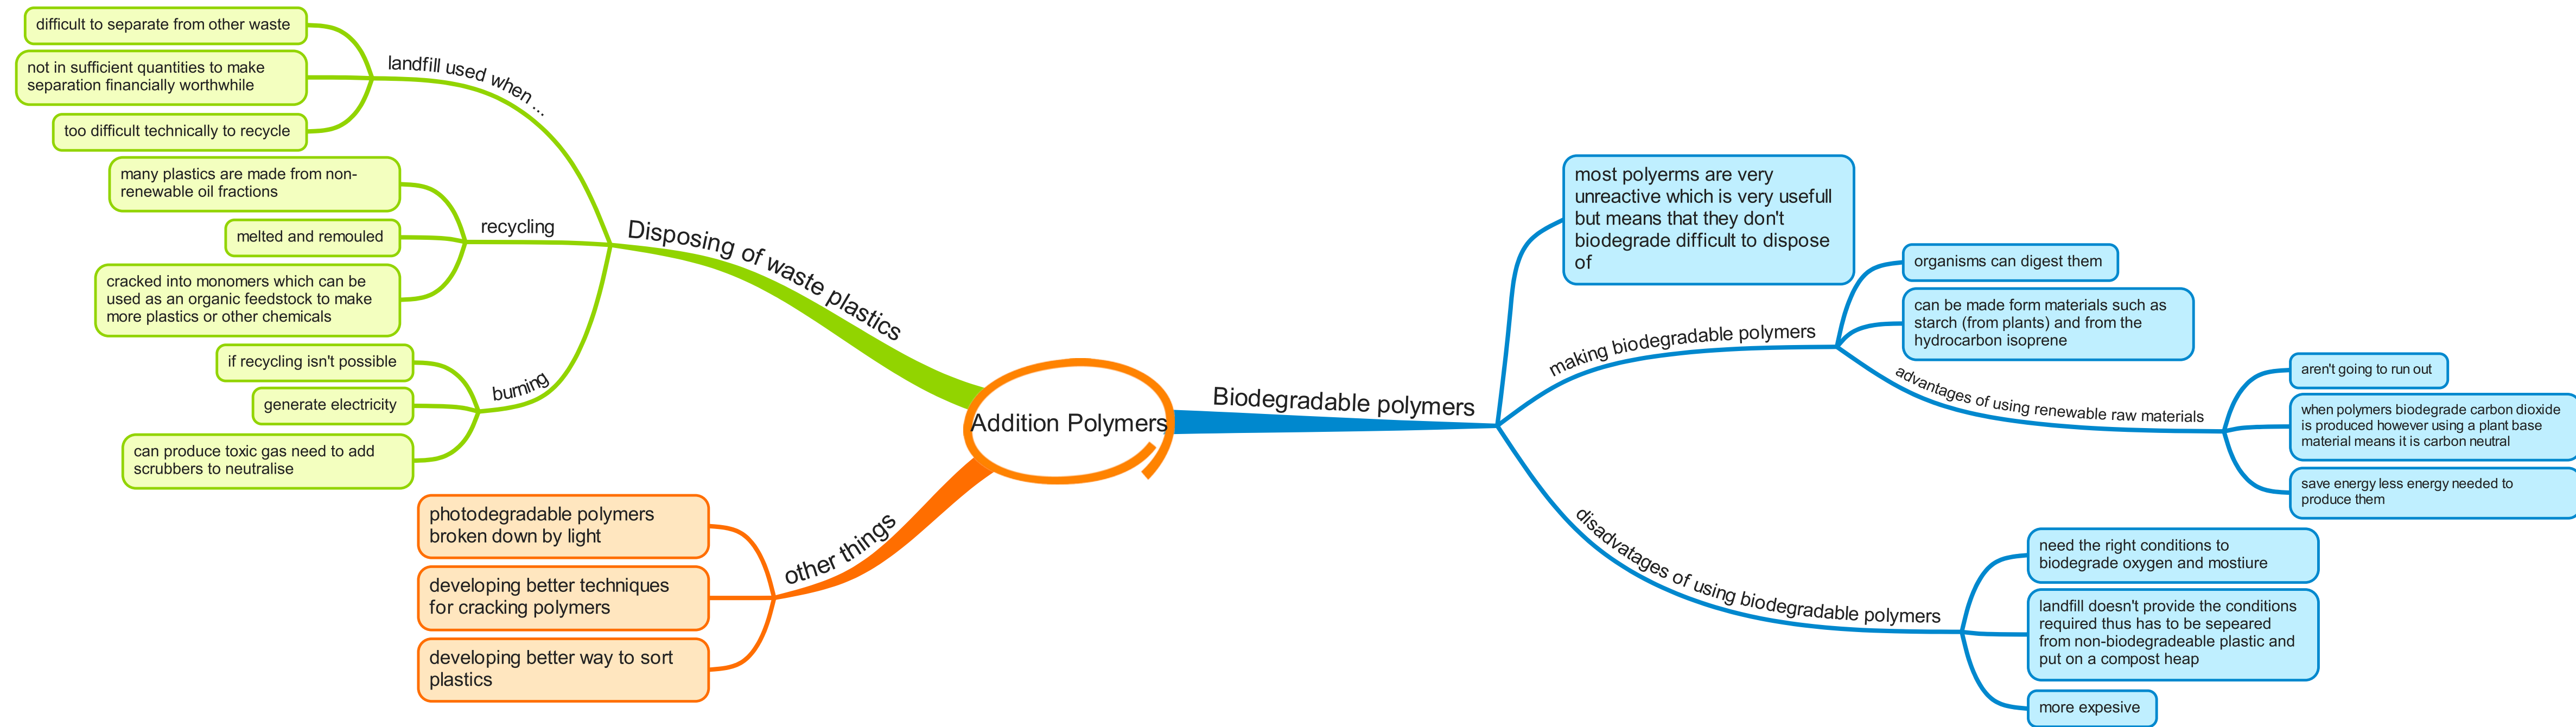 Addition Polymers
Disposing of waste plastics
landfill used when ...
difficult to separate from other waste
not in sufficient quantities to make
separation financially worthwhile
too difficult technically to recycle
recycling
many plastics are made from non-
renewable oil fractions
melted and remouled
cracked into monomers which can be
used as an organic feedstock to make
more plastics or other chemicals
burning
if recycling isn't possible
generate electricity
can produce toxic gas need to add
scrubbers to neutralise
other things
photodegradable polymers
broken down by light
developing better techniques
for cracking polymers
developing better way to sort
plastics
Biodegradable polymers
most polyerms are very
unreactive which is very usefull
but means that they don't
biodegrade difficult to dispose
of
making biodegradable polymers
organisms can digest them
can be made form materials such as
starch (from plants) and from the
hydrocarbon isoprene
advantages of using renewable raw materials
aren't going to run out
when polymers biodegrade carbon dioxide
is produced however using a plant base
material means it is carbon neutral
save energy less energy needed to
produce them
disadvatages of using biodegradable polymers
need the right conditions to
biodegrade oxygen and mostiure
landfill doesn't provide the conditions
required thus has to be sepeared
from non-biodegradeable plastic and
put on a compost heap
more expesive